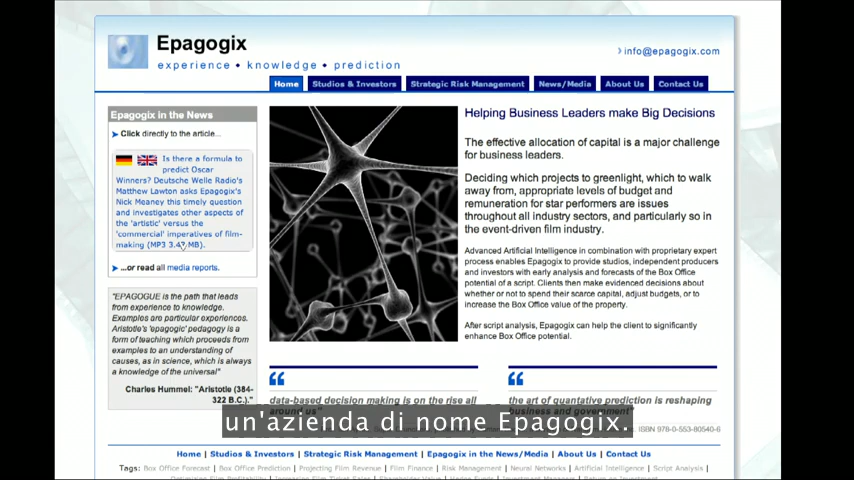 Epagogix
experience ♦ knowledge ♦ prediction
info@epagogix.com
Home
Studios & Investors
Strategic Risk Management
News/Media
About Us
Contact Us
Epagogix in the News
Click directly to the article...
Is there a formula to
predict Oscar
Winners? Deutsche Welle Radio's
Matthew Lawton asks Epagogix's
Nick Meaney this timely question
and investigates other aspects of
the 'artistic' versus the
'commercial' imperatives of film-
making (MP3 3.47 MB).
...or read all media reports.
"EPAGOGUE is the path that leads
from experience to knowledge.
Examples are particular experiences.
Aristotle's 'epagogic' pedagogy is a
form of teaching which proceeds from
examples to an understanding of
causes, as in science, which is always
a knowledge of the universal"
Charles Hummel: "Aristotle (384-
322 B.C.)."
Helping Business Leaders make Big Decisions
The effective allocation of capital is a major challenge
for business leaders.
Deciding which projects to greenlight, which to walk
away from, appropriate levels of budget and
remuneration for star performers are issues
throughout all industry sectors, and particularly so in
the event-driven film industry.
Advanced Artificial Intelligence in combination with proprietary expert
process enables Epagogix to provide studios, independent producers
and investors with early analysis and forecasts of the Box Office
potential of a script. Clients then make evidenced decisions about
whether or not to spend their scarce capital, adjust budgets, or to
increase the Box Office value of the property.
After script analysis, Epagogix can help the client to significantly
enhance Box Office potential.
data-based decision making is on the rise all
around us"
the art of quantative prediction is reshaping
business and government"
ISBN 978-0-553-80540-6
un'azienda di nome Epagogix.
Home | Studios & Investors | Strategic Risk Management | Epagogix in the News/Media | About Us | Contact Us
Tags: Box Office Forecast | Box Office Prediction | Projecting Film Revenue | Film Finance | Risk Management | Neural Networks | Artificial Intelligence | Script Analysis |